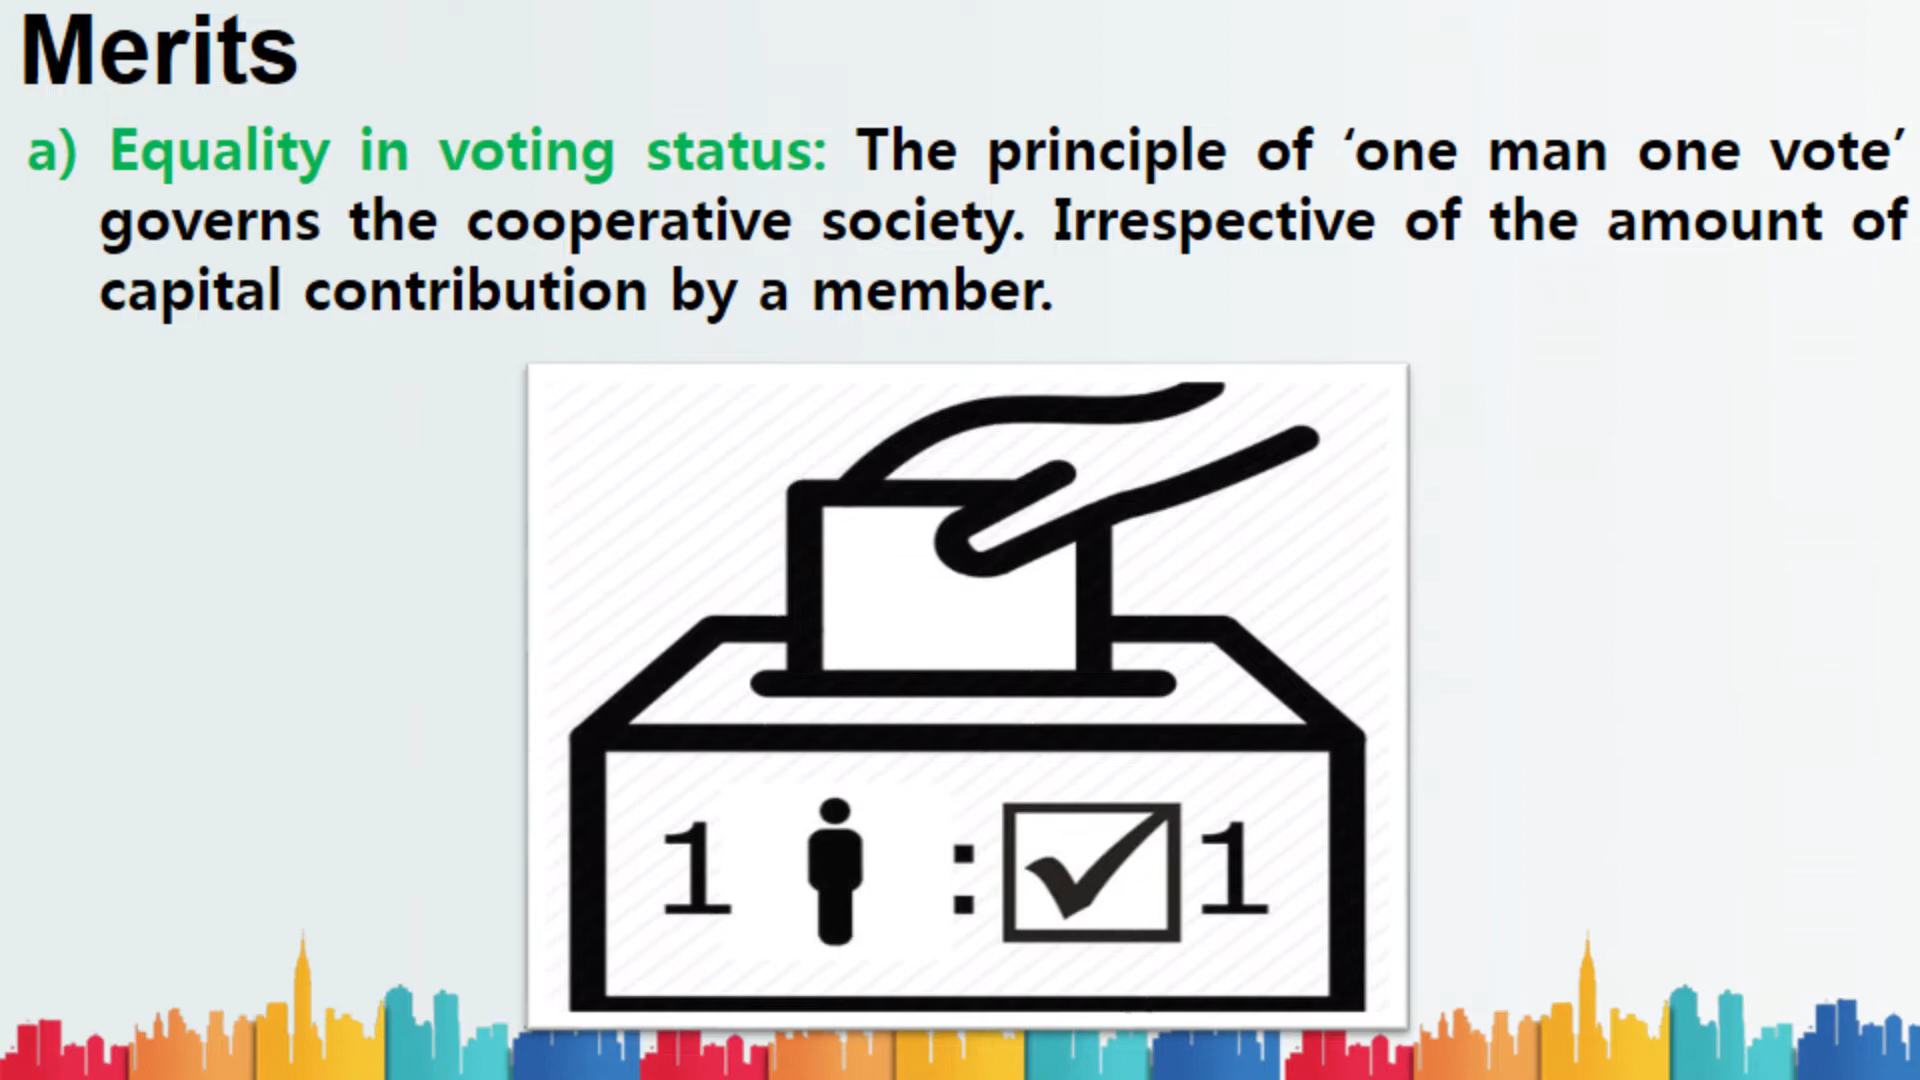 Merits
a) Equality in voting status: The principle of ‘one man one vote’
governs the cooperative society. Irrespective of the amount of
capital contribution by a member.
1 : 1